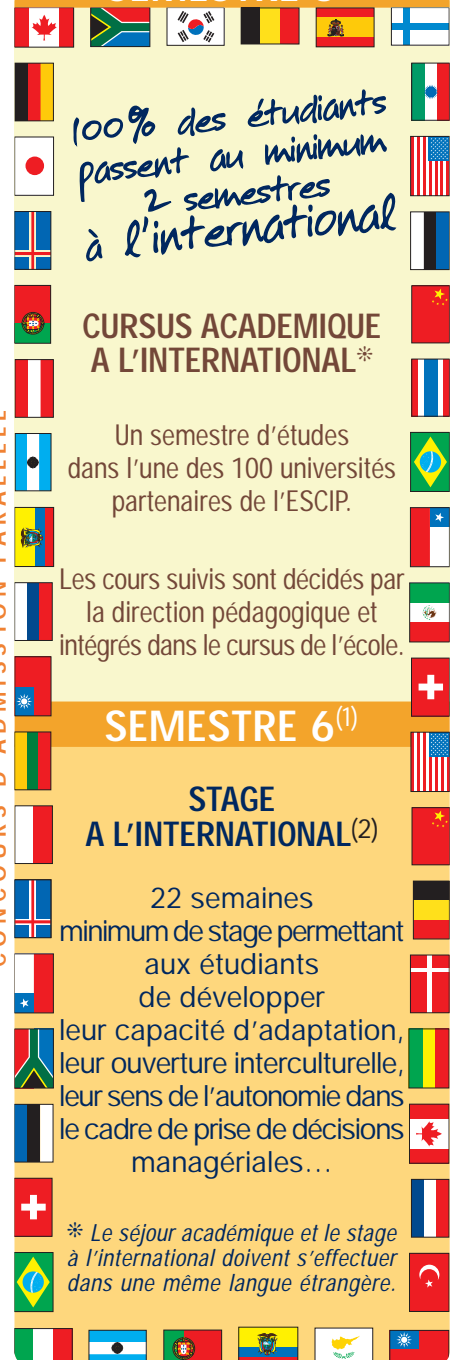 100% des étudiants
passent au minimum
2 semestres
à l'international
CURSUS ACADEMIQUE
A L'INTERNATIONAL*
Un semestre d'études
dans l'une des 100 universités
partenaires de l'ESCIP.
Les cours suivis sont décidés par
la direction pédagogique et
intégrés dans le cursus de l'école.
SEMESTRE 6(1)
STAGE
A L'INTERNATIONAL(2)
22 semaines
minimum de stage permettant
aux étudiants
de développer
leur capacité d'adaptation,
leur ouverture interculturelle,
leur sens de l'autonomie dans
le cadre de prise de décisions
managériales…
* Le séjour académique et le stage
à l'international doivent s'effectuer
dans une même langue étrangère.